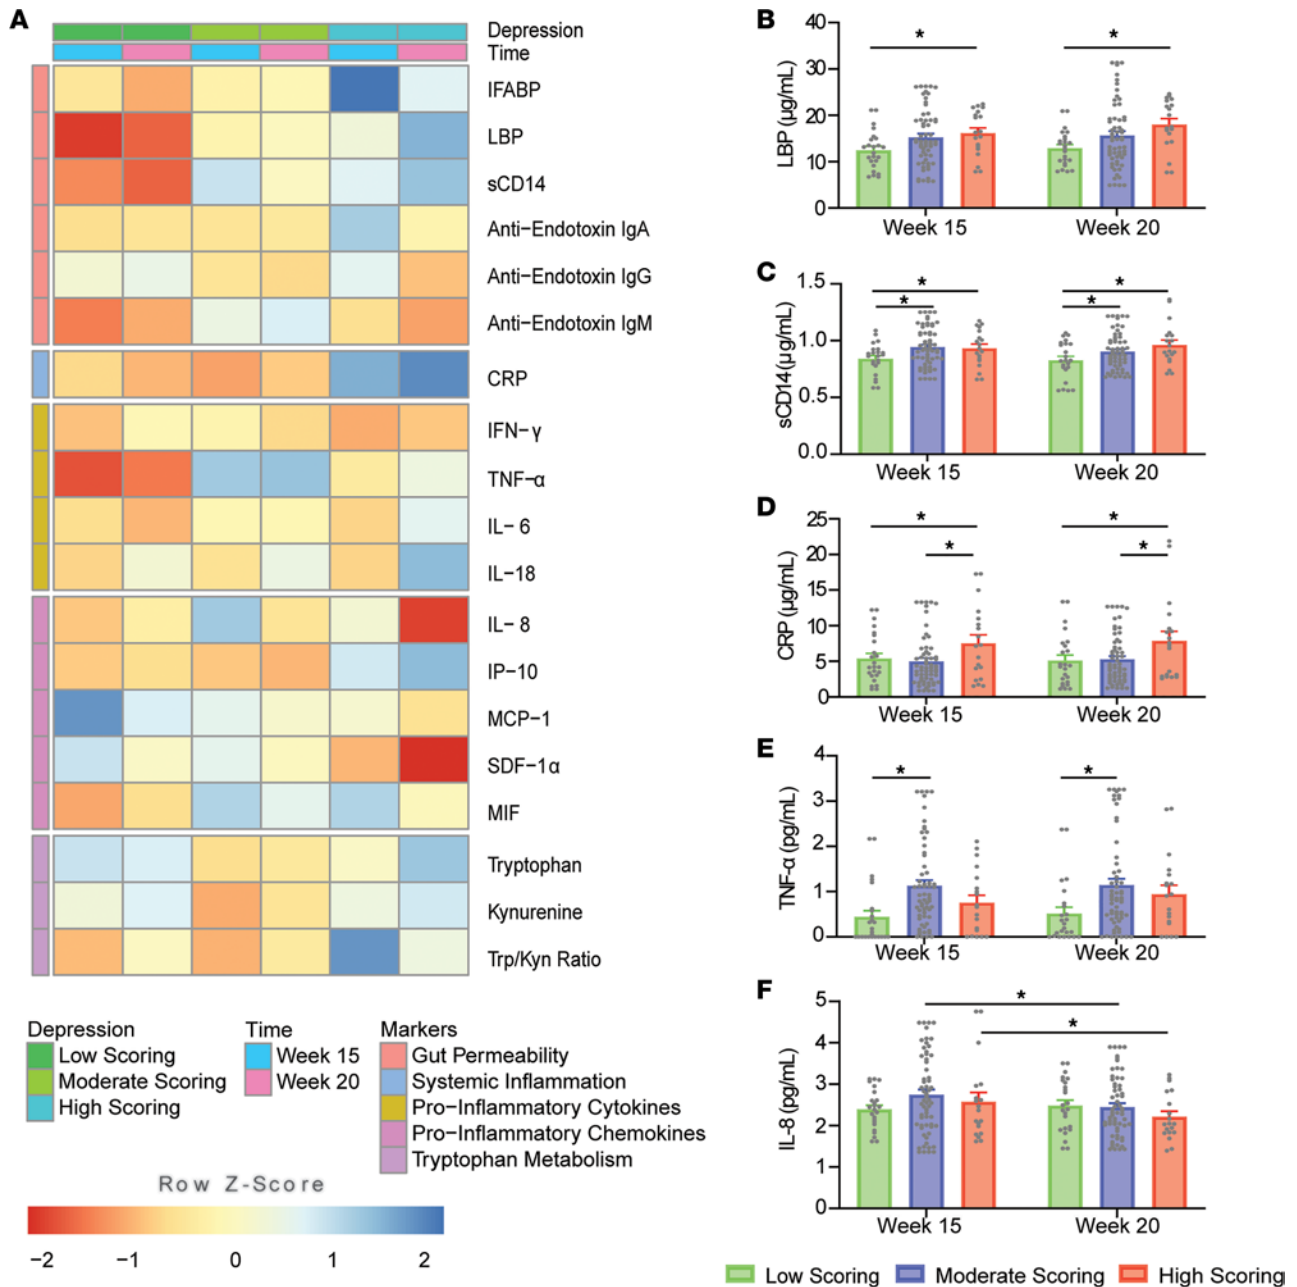 A
Depression
Time
IFABP
LBP
sCD14
Anti−Endotoxin IgA
Anti−Endotoxin IgG
Anti−Endotoxin IgM
CRP
IFN− γ
TNF−α
IL− 6
IL−18
IL− 8
IP−10
MCP−1
SDF−1α
MIF
Tryptophan
Kynurenine
Trp/Kyn Ratio
Depression
Low Scoring
Moderate Scoring
High Scoring
Time
Week 15
Week 20
Markers
Gut Permeability
Systemic Inflammation
Pro−Inflammatory Cytokines
Pro−Inflammatory Chemokines
Tryptophan Metabolism
Row Z-Score
−2 −1 0 1 2
B
LBP (µg/mL)
40
30
20
10
0
* *
Week 15 Week 20
C
sCD14 (µg/mL)
1.5
1.0
0.5
0.0
* *
* *
Week 15 Week 20
D
CRP (µg/mL)
25
20
15
10
5
0
* *
* *
Week 15 Week 20
E
TNF-α (pg/mL)
4
3
2
1
0
* *
Week 15 Week 20
F
IL-8 (pg/mL)
5
4
3
2
1
0
*
*
Week 15 Week 20
Low Scoring Moderate Scoring High Scoring